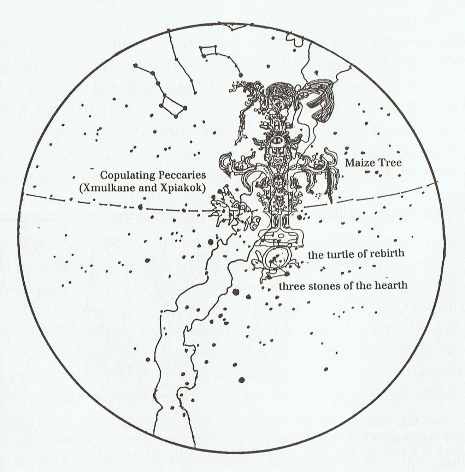 Copulating Peccaries
(Xmulkane and Xpiakok)
Maize Tree
the turtle of rebirth
three stones of the hearth